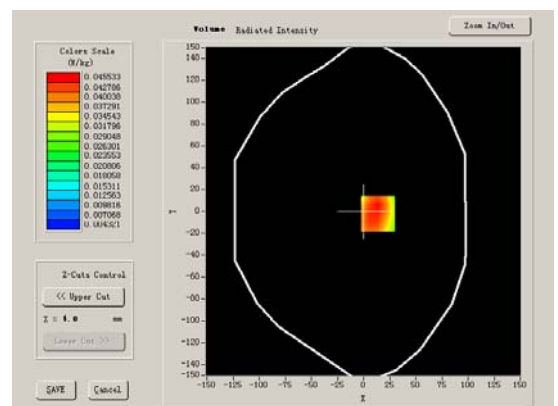 Volume Radiated Intensity
Zoom In/Out
Colors Scale
(W/kg)
0.045533
0.042786
0.040038
0.037291
0.034543
0.031796
0.029048
0.026301
0.023553
0.020806
0.018058
0.015311
0.012563
0.009816
0.007068
0.004321
Z-Cuts Control
<< Upper Cut
Z = 4.0 mm
Lower Cut >>
SAVE
Cancel
150
140
120
100
80
60
40
20
0
-20
-40
-60
-80
-100
-120
-140
-150
Y
-150 -125 -100 -75 -50 -25 0 25 50 75 100 125 150
X